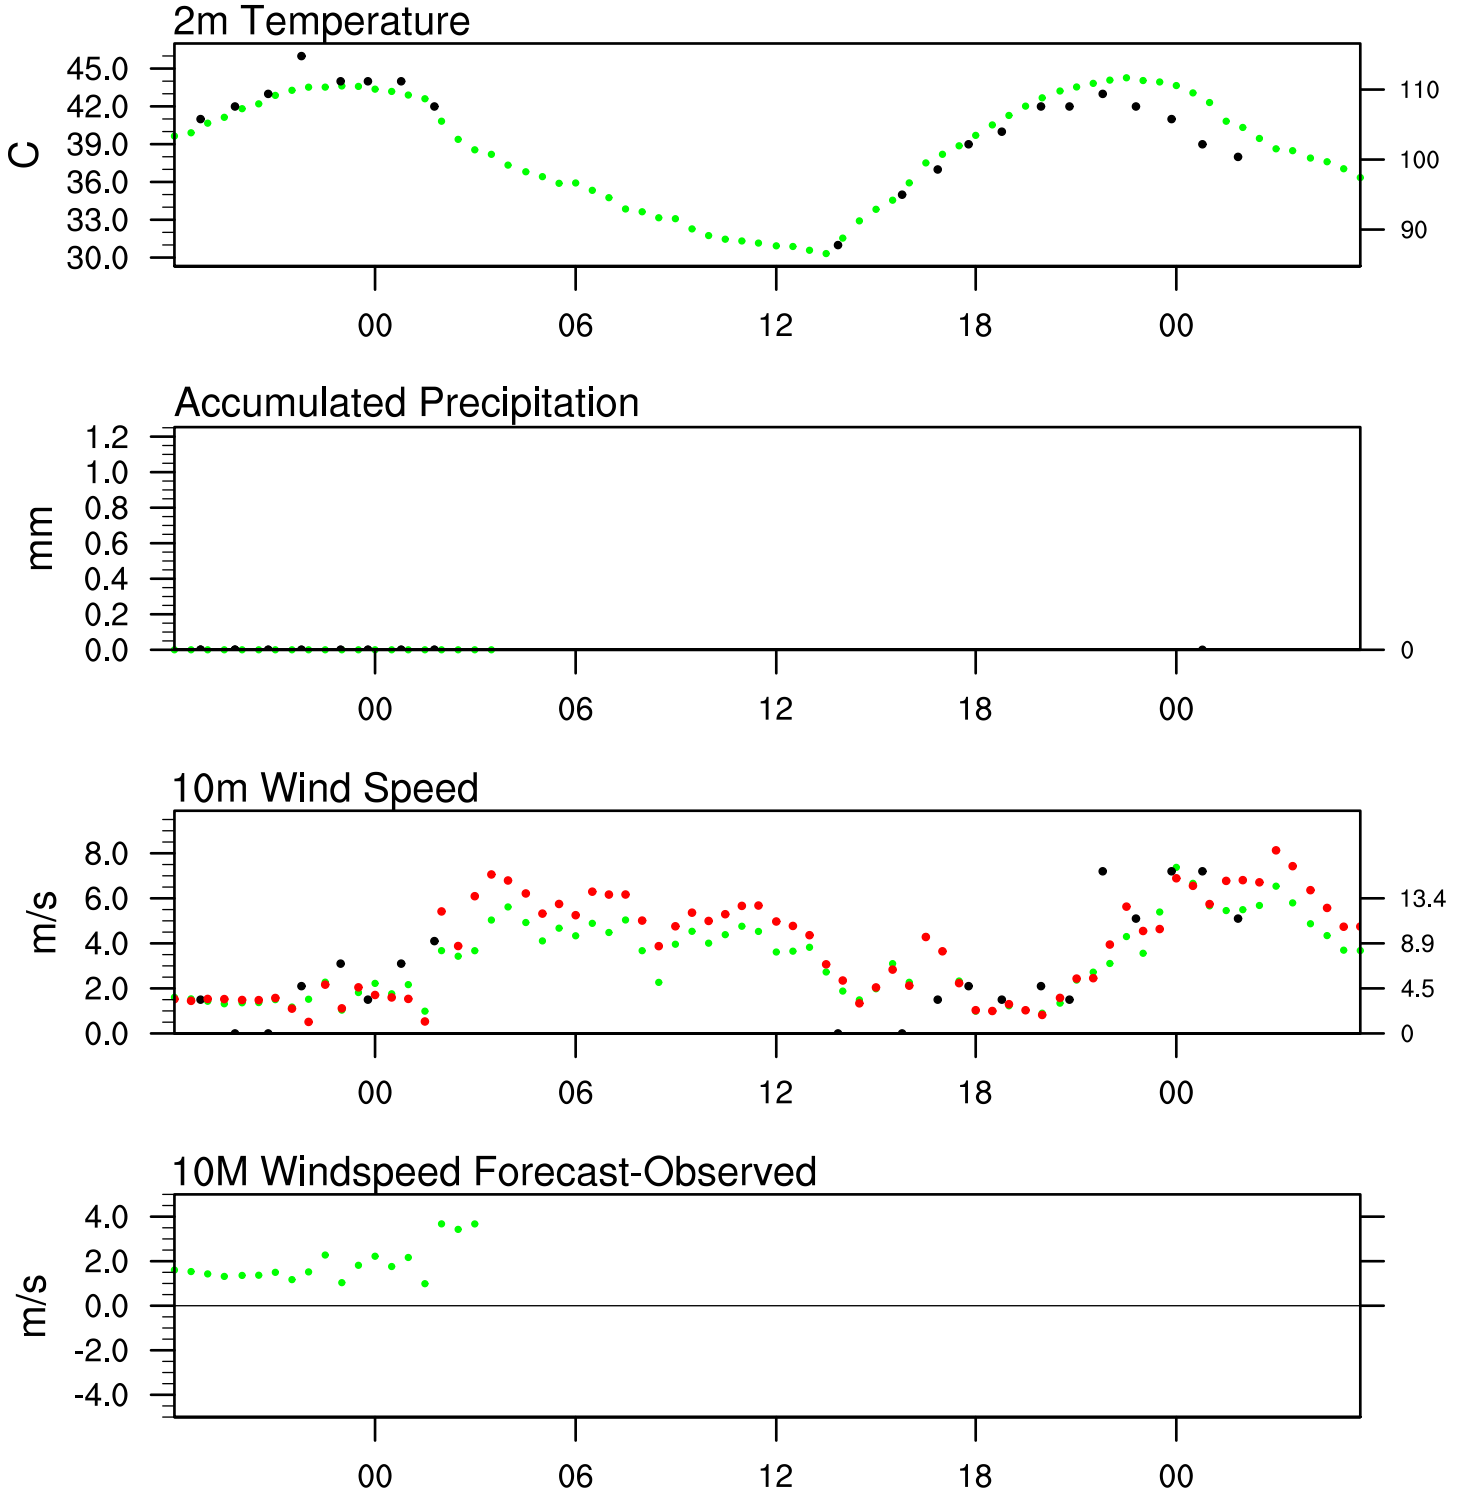 2m Temperature
45.0
42.0
39.0
36.0
33.0
30.0
C
110
100
90
00 06 12 18 00
Accumulated Precipitation
1.2
1.0
0.8
0.6
0.4
0.2
0.0
mm
0
00 06 12 18 00
10m Wind Speed
8.0
6.0
4.0
2.0
0.0
m/s
13.4
8.9
4.5
0
00 06 12 18 00
10M Windspeed Forecast-Observed
4.0
2.0
0.0
-2.0
-4.0
m/s
00 06 12 18 00